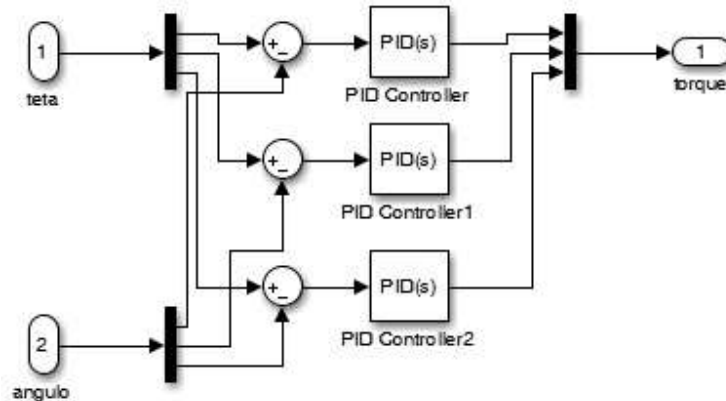 1
teta
+
−
PID(s)
PID Controller
1
torque
+
−
PID(s)
PID Controller1
+
−
PID(s)
PID Controller2
2
angulo